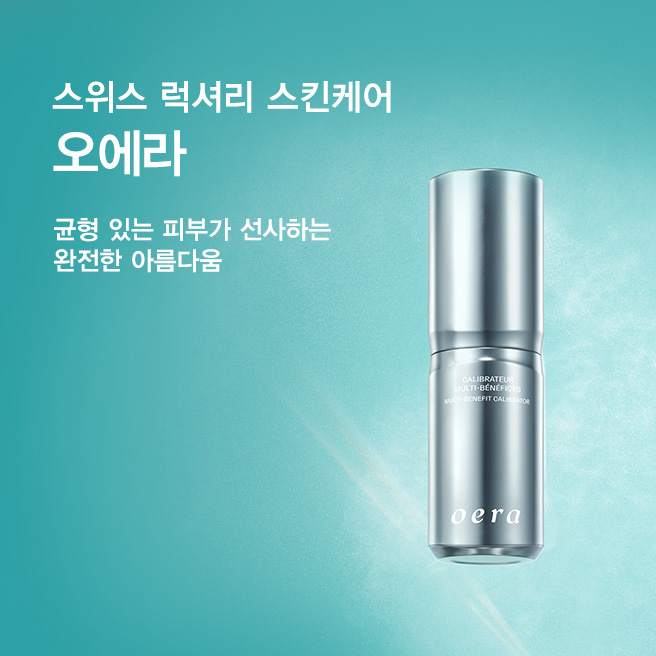 스위스 럭셔리 스킨케어
오에라
균형 있는 피부가 선사하는
완전한 아름다움
CALIBRATEUR
MULTI-BÉNÉFICES
MULTI-BENEFIT CALIBRATOR
oera